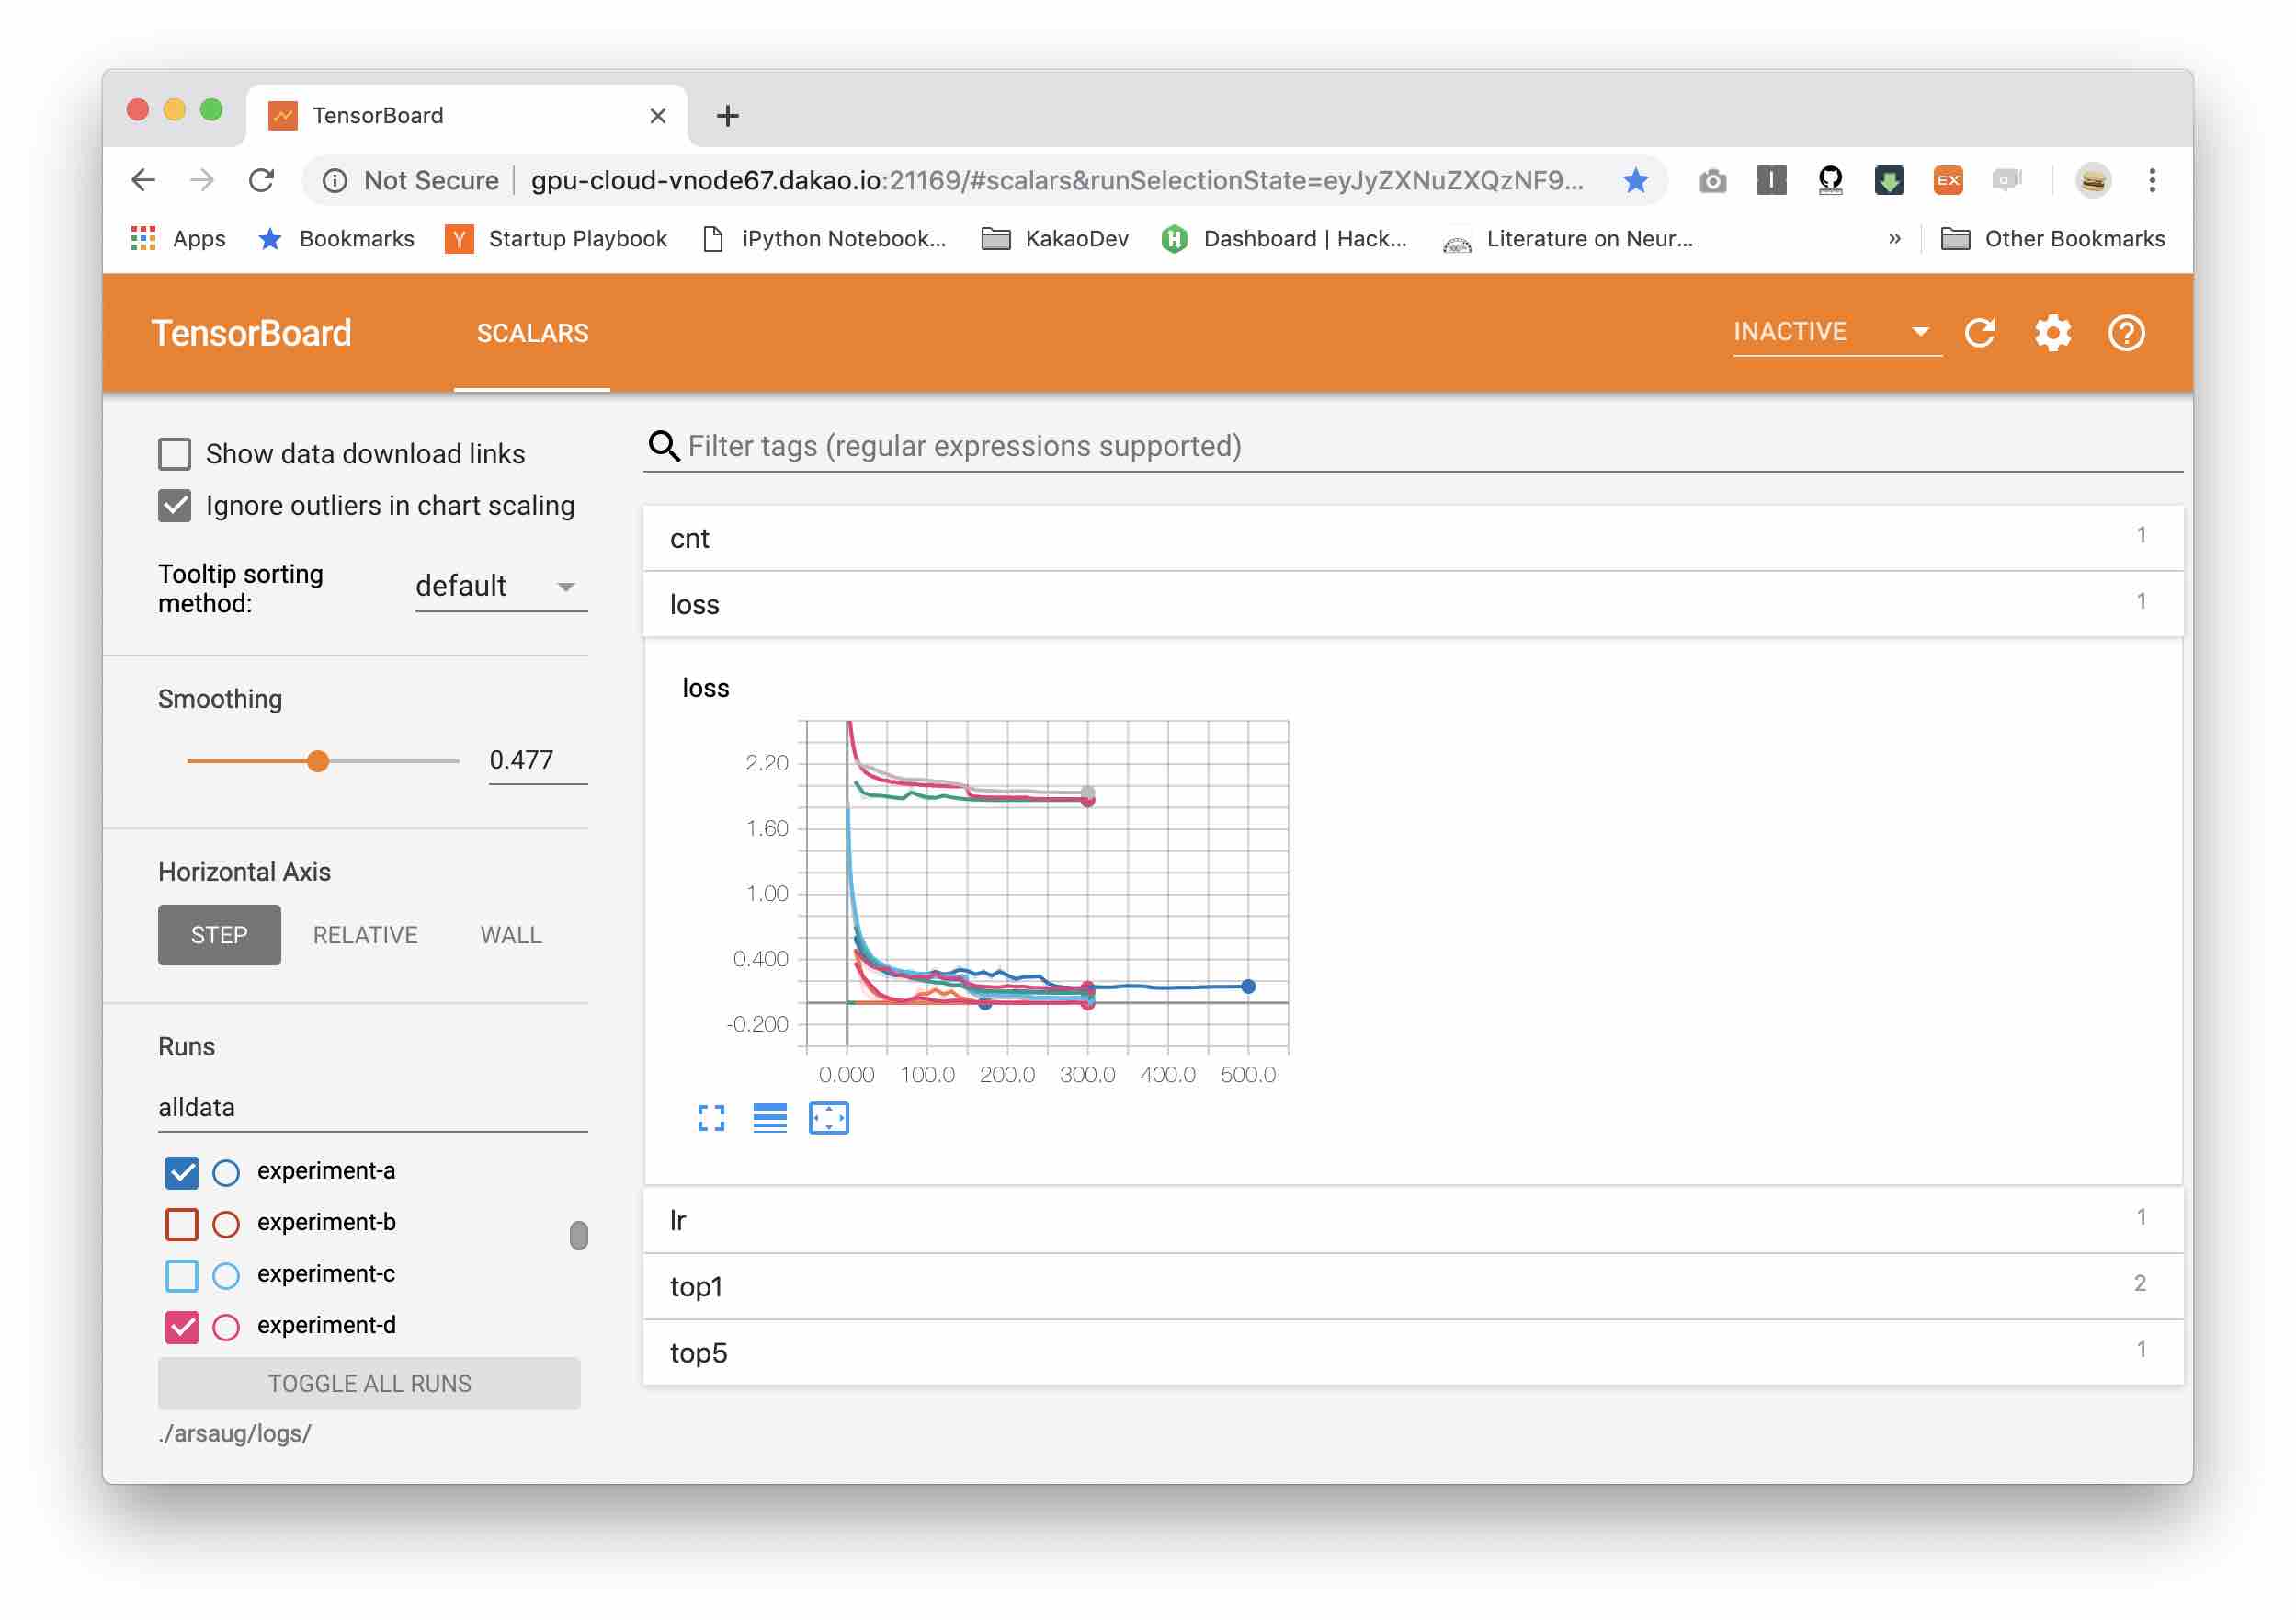 TensorBoard
Not Secure | gpu-cloud-vnode67.dakao.io:21169/#scalars&runSelectionState=eyJyZXNuZXQzNF9...
EX
Apps Bookmarks Y Startup Playbook iPython Notebook... KakaoDev H Dashboard | Hack... Literature on Neur... » Other Bookmarks
TensorBoard SCALARS INACTIVE
Show data download links
Ignore outliers in chart scaling
Tooltip sorting
method:
default
Smoothing
0.477
Horizontal Axis
STEP RELATIVE WALL
Runs
alldata
experiment-a
experiment-b
experiment-c
experiment-d
TOGGLE ALL RUNS
./arsaug/logs/
Filter tags (regular expressions supported)
cnt 1
loss 1
loss
2.20
1.60
1.00
0.400
-0.200
0.000 100.0 200.0 300.0 400.0 500.0
lr 1
top1 2
top5 1